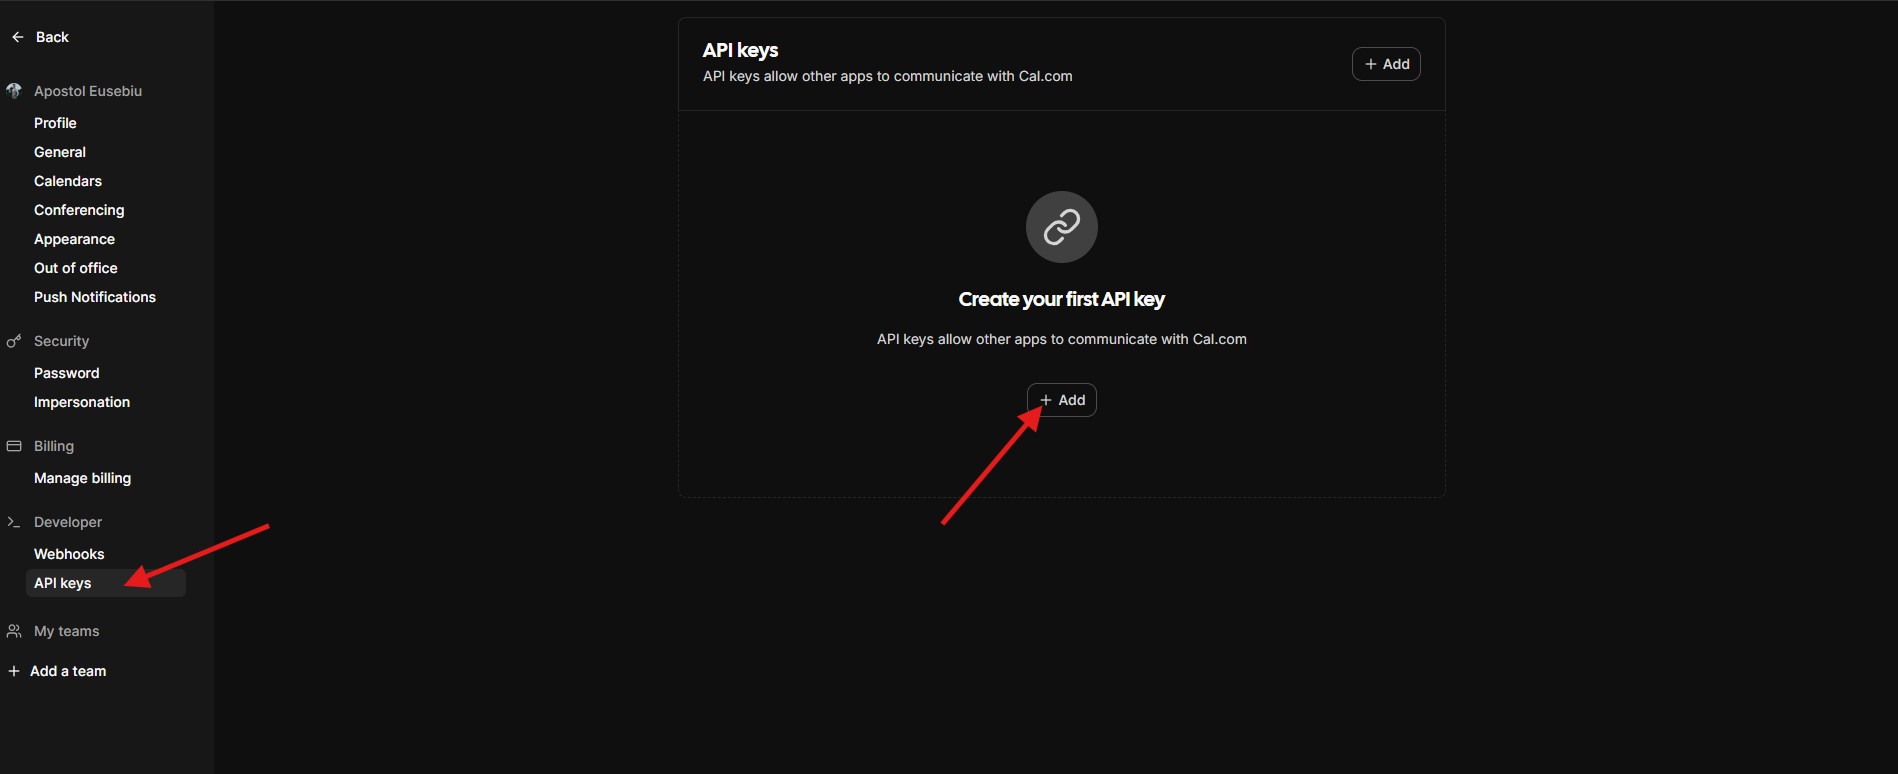 Back
Apostol Eusebiu
Profile
General
Calendars
Conferencing
Appearance
Out of office
Push Notifications
Security
Password
Impersonation
Billing
Manage billing
Developer
Webhooks
API keys
My teams
Add a team
API keys
API keys allow other apps to communicate with Cal.com
Add
Create your first API key
API keys allow other apps to communicate with Cal.com
Add